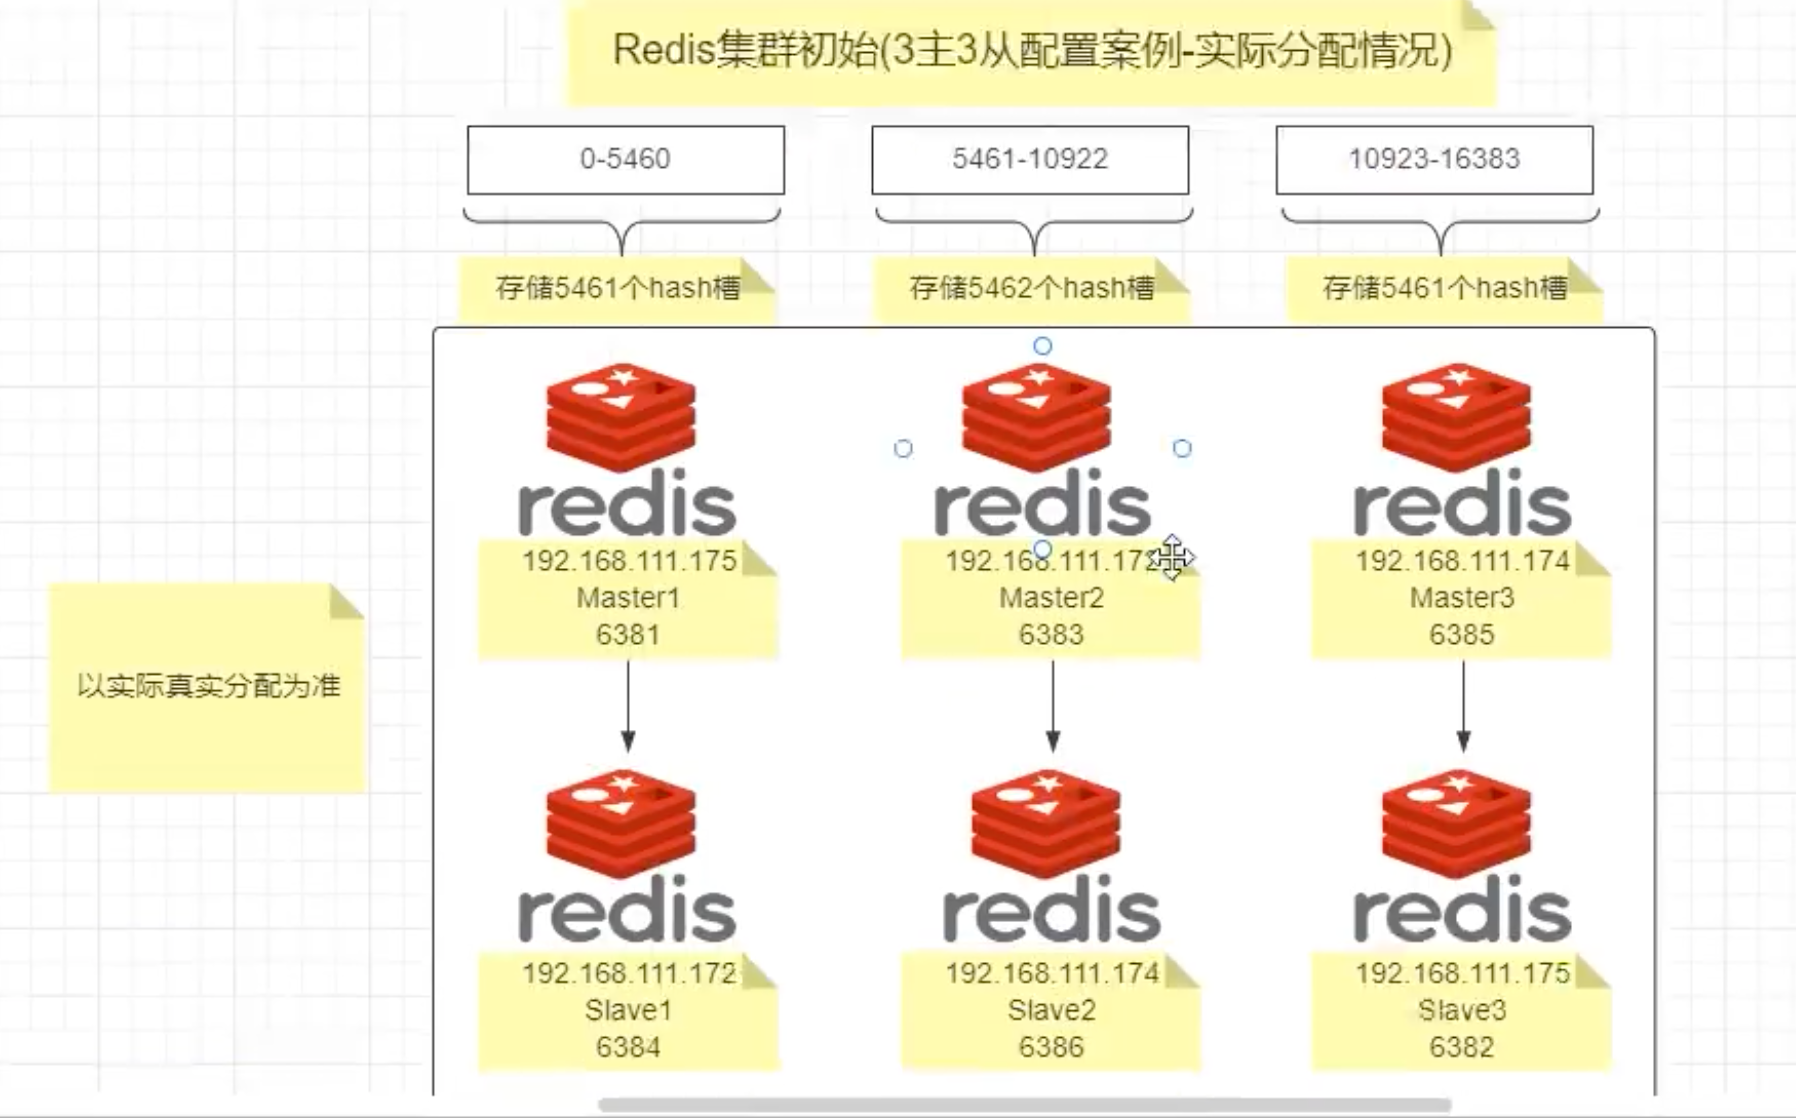 Redis集群初始(3主3从配置案例-实际分配情况)
0-5460
5461-10922
10923-16383
存储5461个hash槽
存储5462个hash槽
存储5461个hash槽
redis
redis
redis
192.168.111.175
Master1
6381
192.168.111.172
Master2
6383
192.168.111.174
Master3
6385
以实际真实分配为准
redis
redis
redis
192.168.111.172
Slave1
6384
192.168.111.174
Slave2
6386
192.168.111.175
Slave3
6382